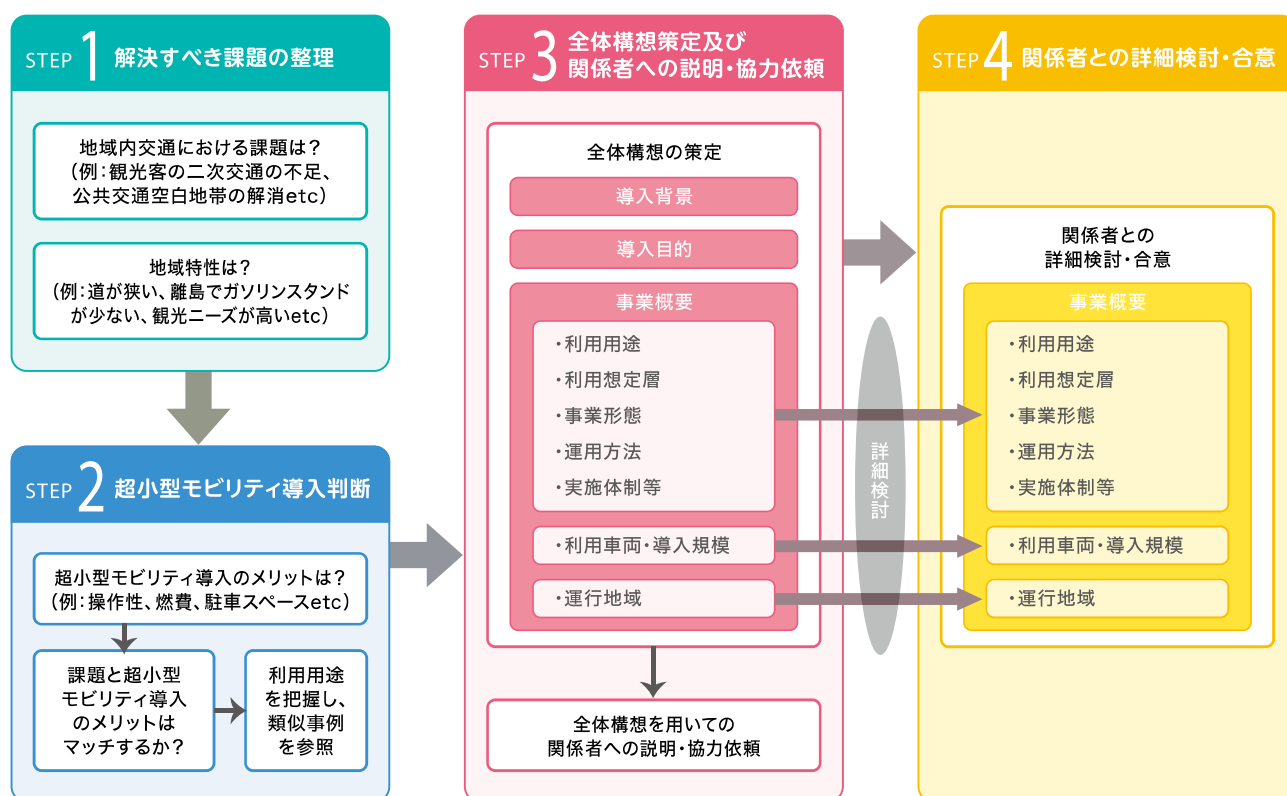 STEP 1 解決すべき課題の整理
地域内交通における課題は？
（例：観光客の二次交通の不足、
公共交通空白地帯の解消etc）
地域特性は？
（例：道が狭い、離島でガソリンスタンド
が少ない、観光ニーズが高いetc）
STEP 2 超小型モビリティ導入判断
超小型モビリティ導入のメリットは？
（例：操作性、燃費、駐車スペースetc）
課題と超小型
モビリティ導入
のメリットは
マッチするか？
利用用途
を把握し、
類似事例
を参照
STEP 3 全体構想策定及び
関係者への説明・協力依頼
全体構想の策定
導入背景
導入目的
事業概要
・利用用途
・利用想定層
・事業形態
・運用方法
・実施体制等
・利用車両・導入規模
・運行地域
全体構想を用いての
関係者への説明・協力依頼
詳細検討
STEP 4 関係者との詳細検討・合意
関係者との
詳細検討・合意
事業概要
・利用用途
・利用想定層
・事業形態
・運用方法
・実施体制等
・利用車両・導入規模
・運行地域